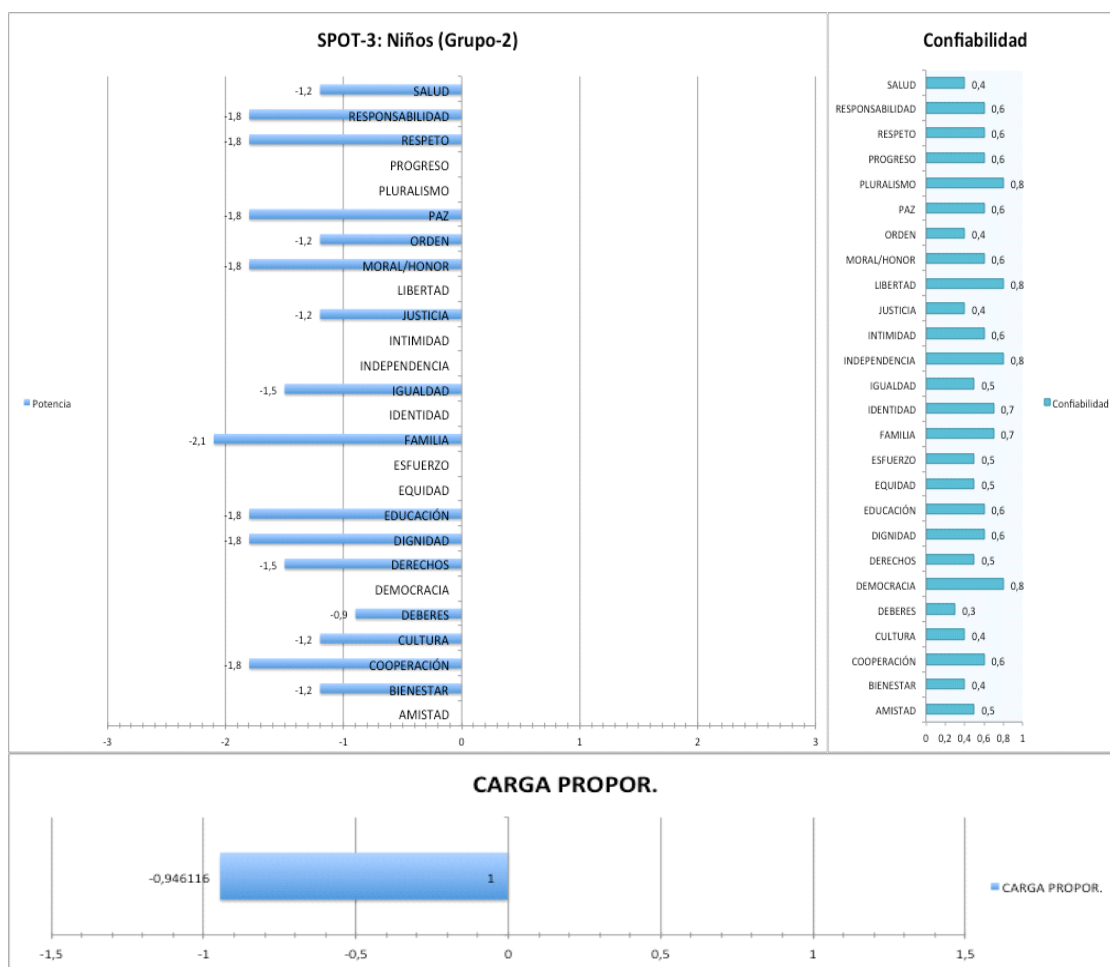 SPOT-3: Niños (Grupo-2)
-1,2 SALUD
-1,8 RESPONSABILIDAD
-1,8 RESPETO
PROGRESO
PLURALISMO
-1,8 PAZ
-1,2 ORDEN
-1,8 MORAL/HONOR
LIBERTAD
-1,2 JUSTICIA
INTIMIDAD
INDEPENDENCIA
-1,5 IGUALDAD
Potencia
IDENTIDAD
-2,1 FAMILIA
ESFUERZO
EQUIDAD
-1,8 EDUCACIÓN
-1,8 DIGNIDAD
-1,5 DERECHOS
DEMOCRACIA
-0,9 DEBERES
-1,2 CULTURA
-1,8 COOPERACIÓN
-1,2 BIENESTAR
AMISTAD
-3 -2 -1 0 1 2 3
Confiabilidad
SALUD 0,4
RESPONSABILIDAD 0,6
RESPETO 0,6
PROGRESO 0,6
PLURALISMO 0,8
PAZ 0,6
ORDEN 0,4
MORAL/HONOR 0,6
LIBERTAD 0,8
JUSTICIA 0,4
INTIMIDAD 0,6
INDEPENDENCIA 0,8
IGUALDAD 0,5
Confiabilidad
IDENTIDAD 0,7
FAMILIA 0,7
ESFUERZO 0,5
EQUIDAD 0,5
EDUCACIÓN 0,6
DIGNIDAD 0,6
DERECHOS 0,5
DEMOCRACIA 0,8
DEBERES 0,3
CULTURA 0,4
COOPERACIÓN 0,6
BIENESTAR 0,4
AMISTAD 0,5
0 0,2 0,4 0,6 0,8 1
CARGA PROPOR.
-0,946116 1
CARGA PROPOR.
-1,5 -1 -0,5 0 0,5 1 1,5